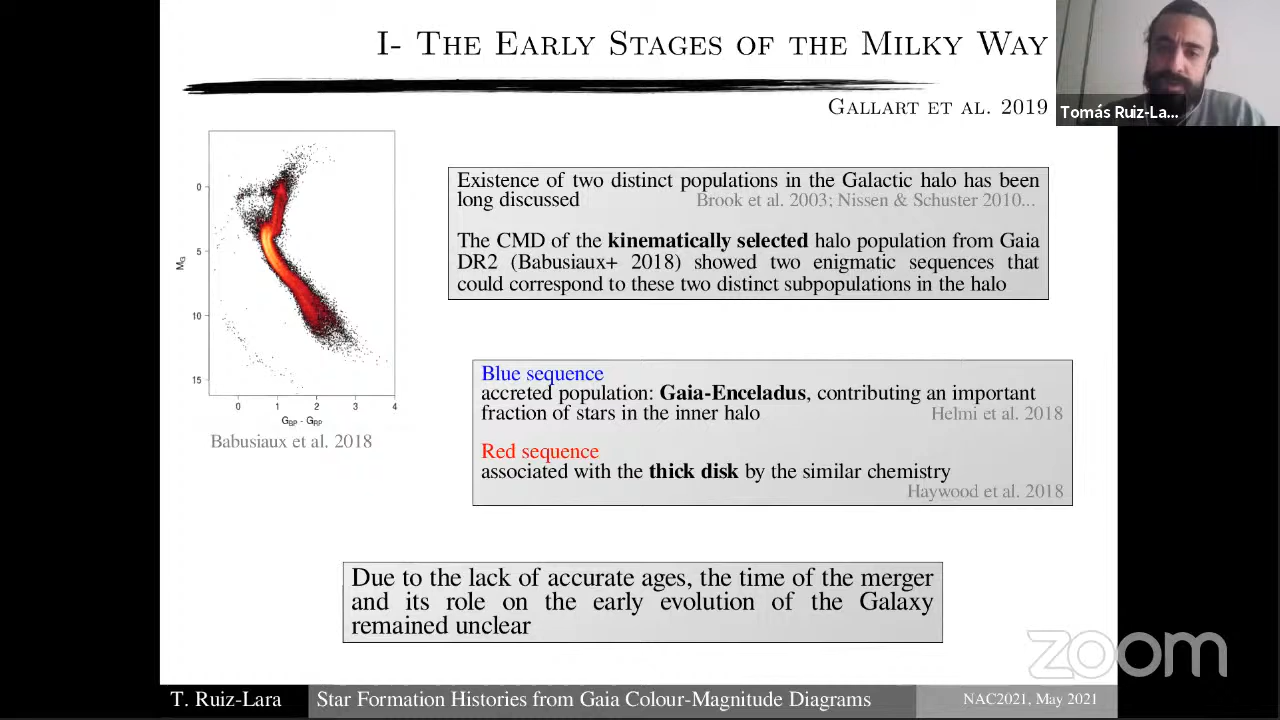 I- The Early Stages of the Milky Way
Gallart et al. 2019
Tomás Ruiz-La...
0
5
10
15
M_G
0 1 2 3 4
G_BP - G_RP
Babusiaux et al. 2018
Existence of two distinct populations in the Galactic halo has been
long discussed Brook et al. 2003; Nissen & Schuster 2010...
The CMD of the kinematically selected halo population from Gaia
DR2 (Babusiaux+ 2018) showed two enigmatic sequences that
could correspond to these two distinct subpopulations in the halo
Blue sequence
accreted population: Gaia-Enceladus, contributing an important
fraction of stars in the inner halo Helmi et al. 2018
Red sequence
associated with the thick disk by the similar chemistry
Haywood et al. 2018
Due to the lack of accurate ages, the time of the merger
and its role on the early evolution of the Galaxy
remained unclear
zoom
T. Ruiz-Lara Star Formation Histories from Gaia Colour-Magnitude Diagrams NAC2021, May 2021